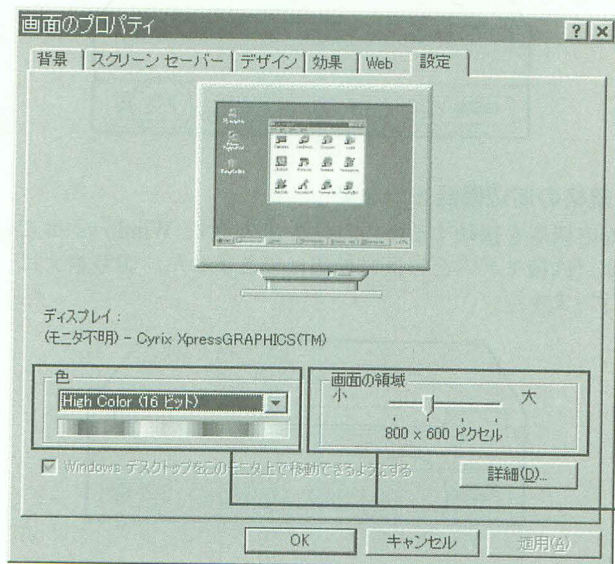 画面のプロパティ
背景 スクリーン セーバー デザイン 効果 Web 設定
ディスプレイ :
(モニタ不明) - Cyrix XpressGRAPHICS(TM)
色
High Color (16 ビット)
画面の領域
小 大
800 x 600 ピクセル
Windows デスクトップをこのモニタ上で移動できるようにする
詳細(D)...
OK キャンセル 適用(A)